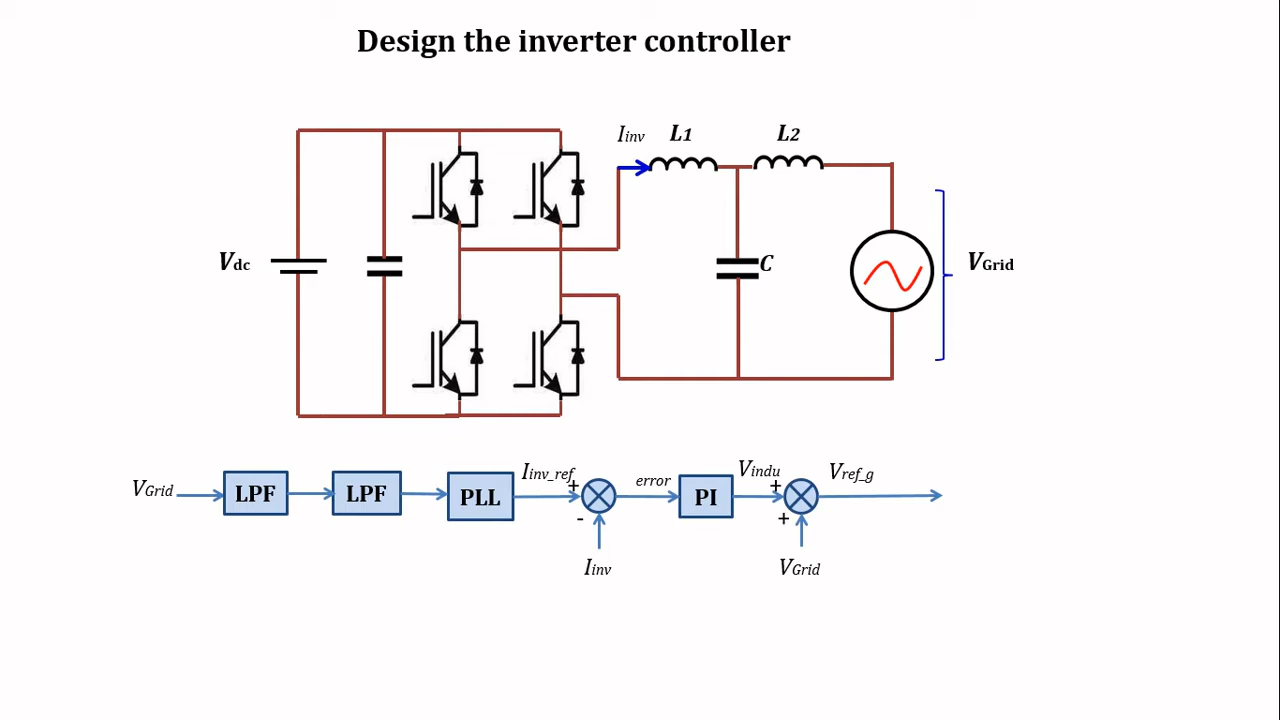 Design the inverter controller
Iinv L1 L2
Vdc
C
VGrid
VGrid
LPF
LPF
PLL
Iinv_ref
+
-
Iinv
error
PI
Vindu
+
+
VGrid
Vref_g